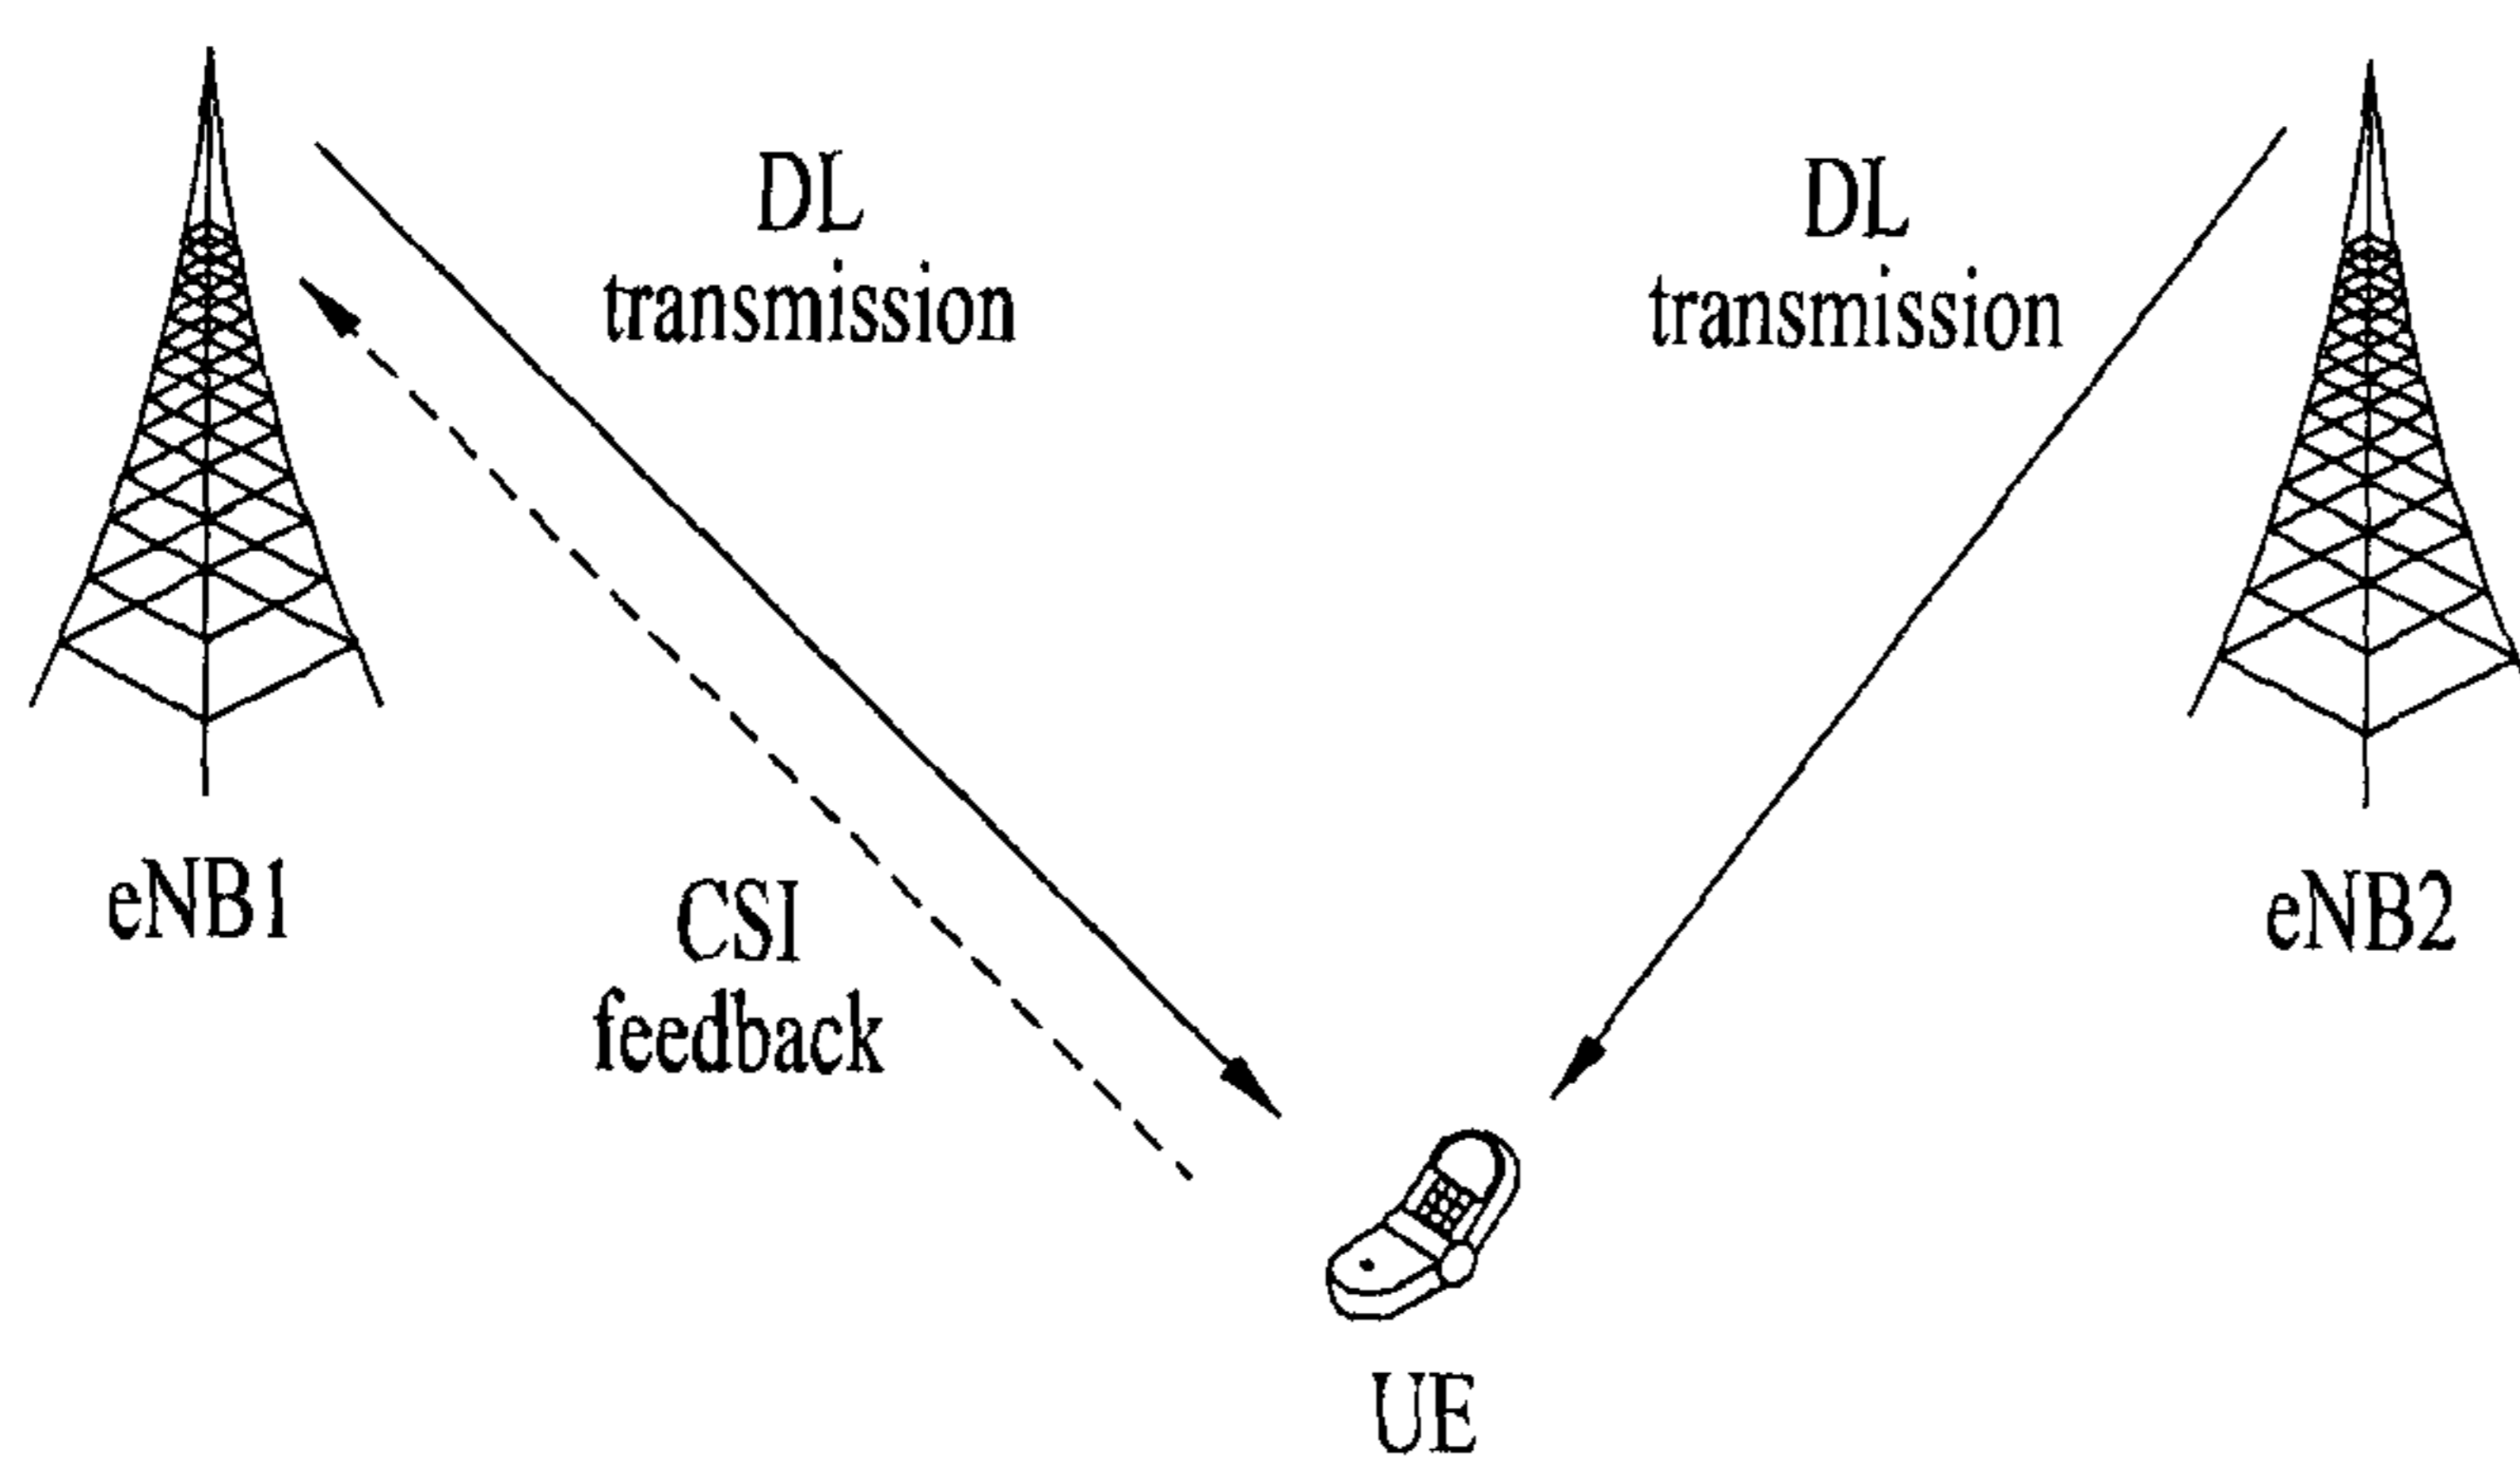 DL
transmission
DL
transmission
eNB1
CSI
feedback
eNB2
UE